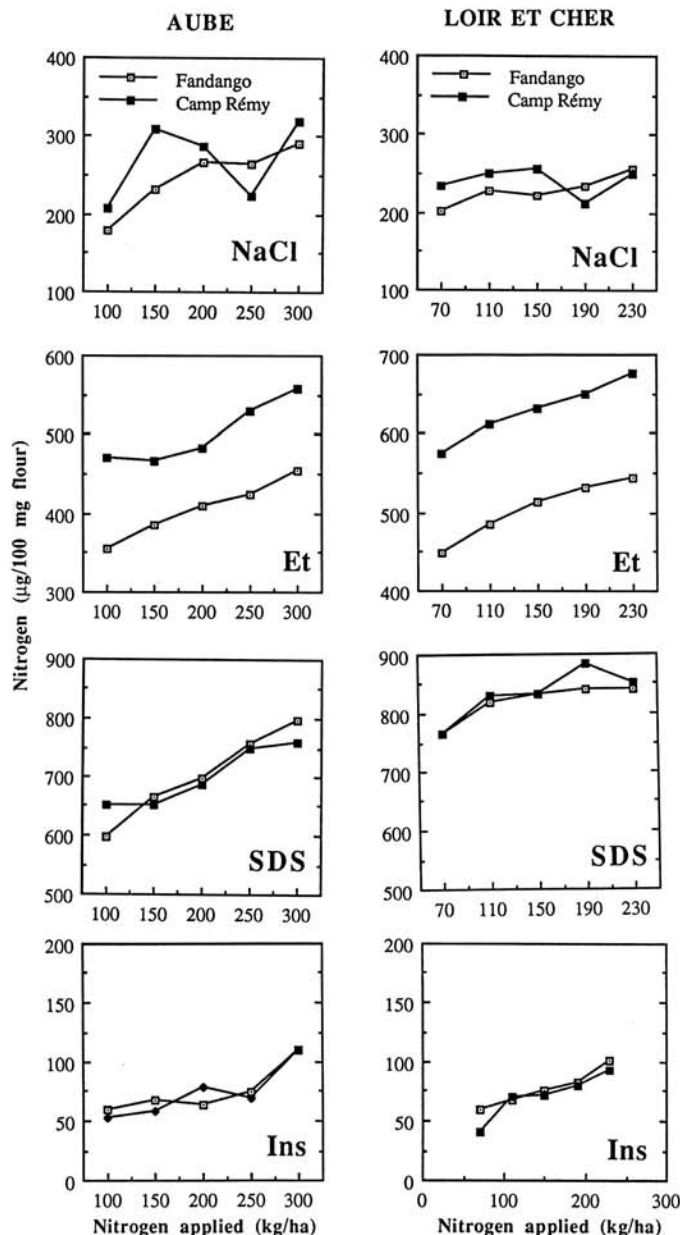 AUBE
LOIR ET CHER
400
300
200
100
Fandango
Camp Rémy
NaCl
100 150 200 250 300
400
300
200
100
Fandango
Camp Rémy
NaCl
70 110 150 190 230
Nitrogen (µg/100 mg flour)
600
500
400
300
Et
100 150 200 250 300
700
600
500
400
Et
70 110 150 190 230
900
800
700
600
500
SDS
100 150 200 250 300
900
800
700
600
500
SDS
70 110 150 190 230
200
150
100
50
0
Ins
100 150 200 250 300
Nitrogen applied (kg/ha)
200
150
100
50
0
Ins
0 100 200 300
Nitrogen applied (kg/ha)